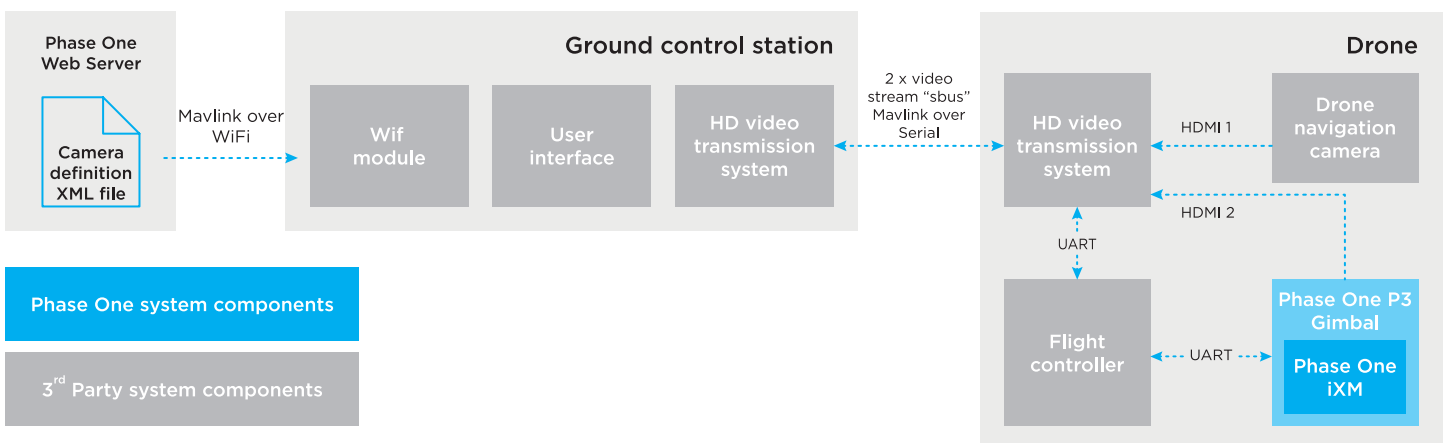 Phase One
Web Server
Camera
definition
XML file
Mavlink over
WiFi
Ground control station
Wif
module
User
interface
HD video
transmission
system
2 x video
stream “sbus”
Mavlink over
Serial
Drone
HD video
transmission
system
HDMI 1
Drone
navigation
camera
HDMI 2
UART
Flight
controller
UART
Phase One P3
Gimbal
Phase One
iXM
Phase One system components
3rd Party system components